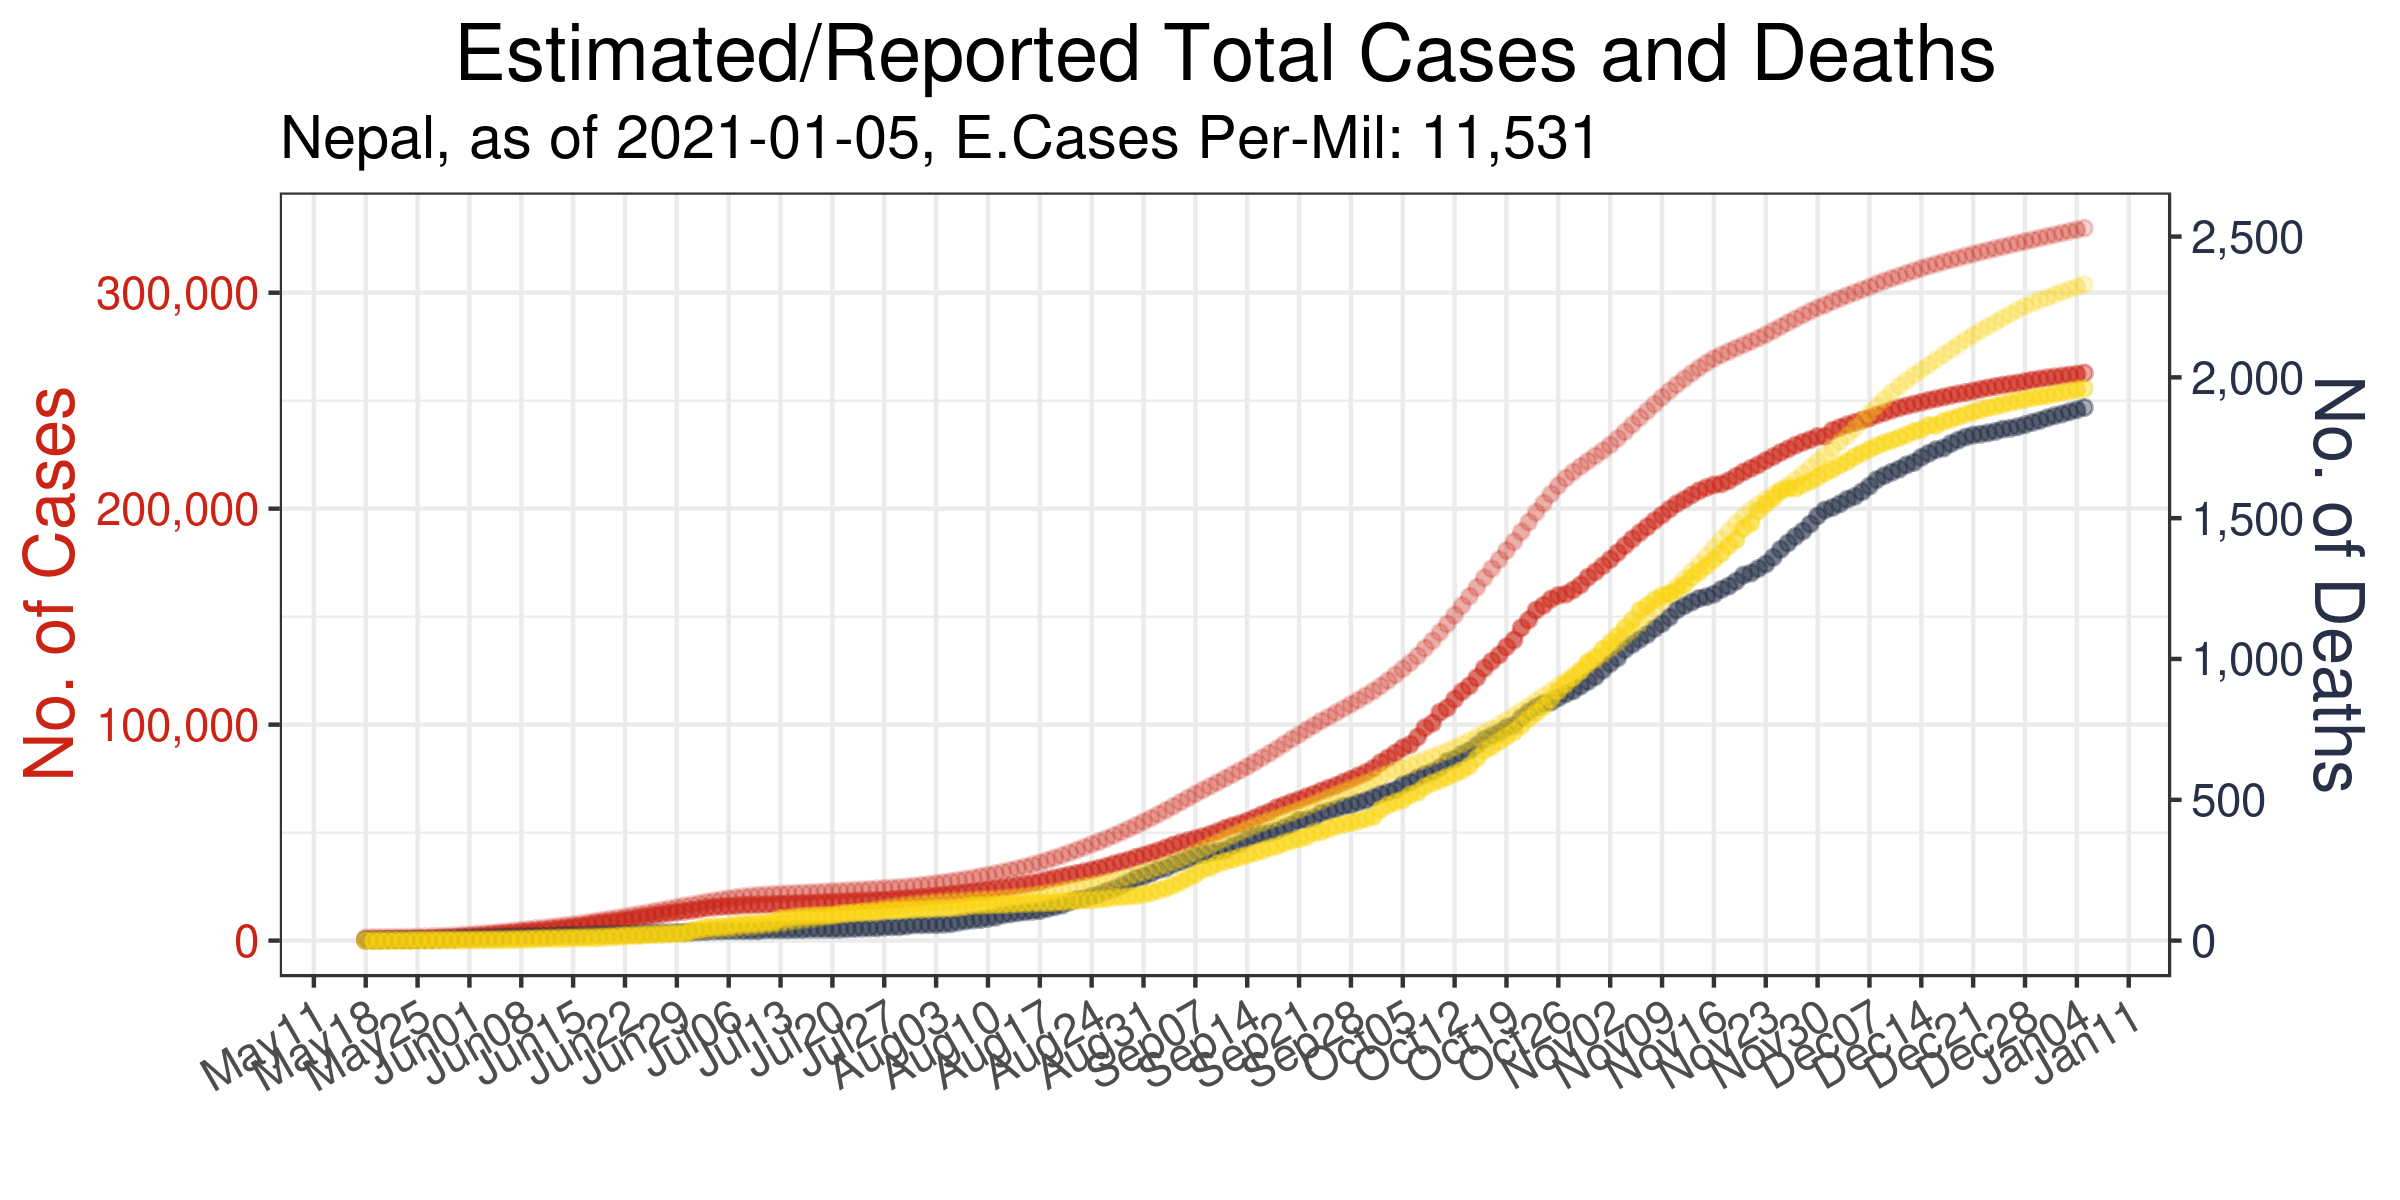 Estimated/Reported Total Cases and Deaths
Nepal, as of 2021-01-05, E.Cases Per-Mil: 11,531
No. of Cases
300,000
200,000
100,000
0
2,500
2,000
1,500
1,000
500
0
No. of Deaths
May11
May18
May25
Jun01
Jun08
Jun15
Jun22
Jun29
Jul06
Jul13
Jul20
Jul27
Aug03
Aug10
Aug17
Aug24
Aug31
Sep07
Sep14
Sep21
Sep28
Oct05
Oct12
Oct19
Oct26
Nov02
Nov09
Nov16
Nov23
Nov30
Dec07
Dec14
Dec21
Dec28
Jan04
Jan11